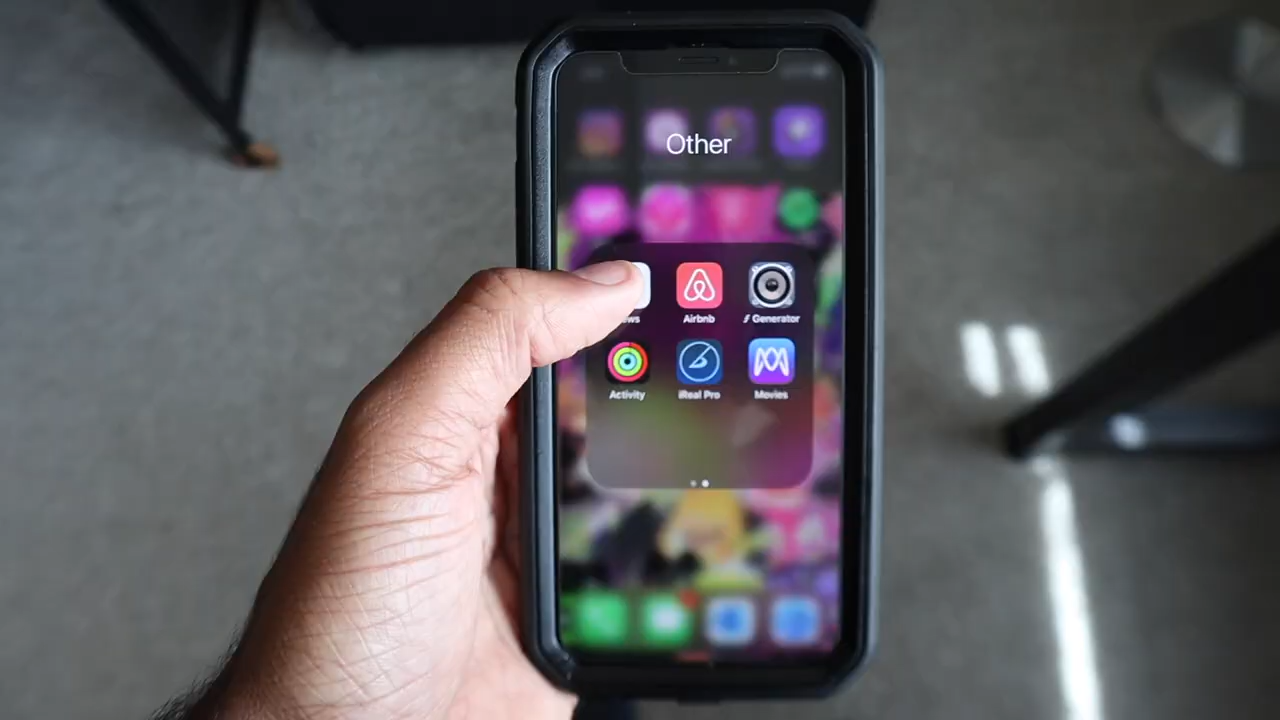 Other
Airbnb
Generator
Activity
iReal Pro
Movies